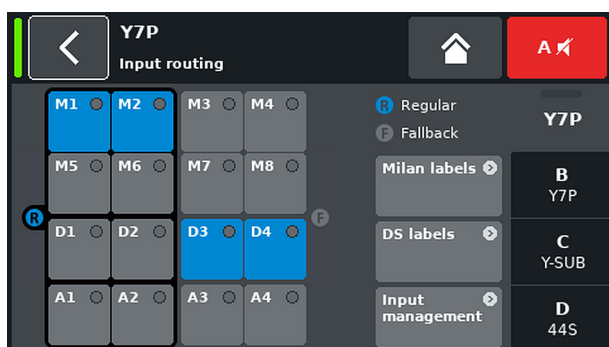 Y7P
Input routing
A
M1 M2 M3 M4
R Regular
F Fallback
Y7P
M5 M6 M7 M8
Milan labels
B
Y7P
R
F
D1 D2 D3 D4
DS labels
C
Y-SUB
A1 A2 A3 A4
Input
management
D
44S